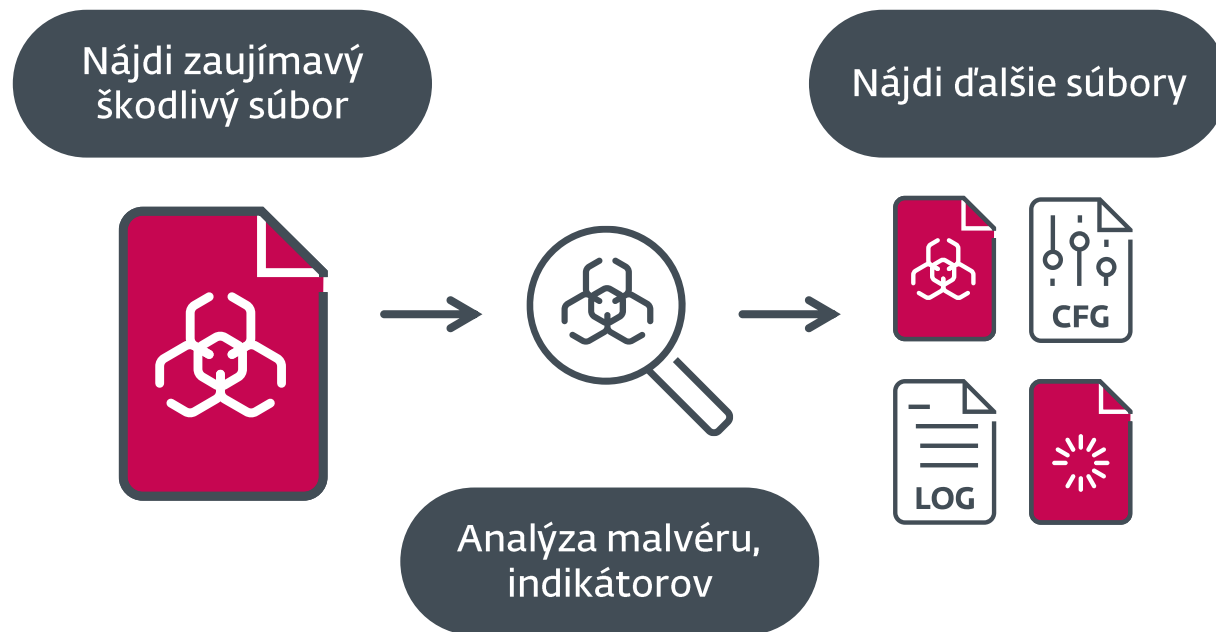 Nájdi zaujímavý
škodlivý súbor
Nájdi ďalšie súbory
CFG
LOG
Analýza malvéru,
indikátorov